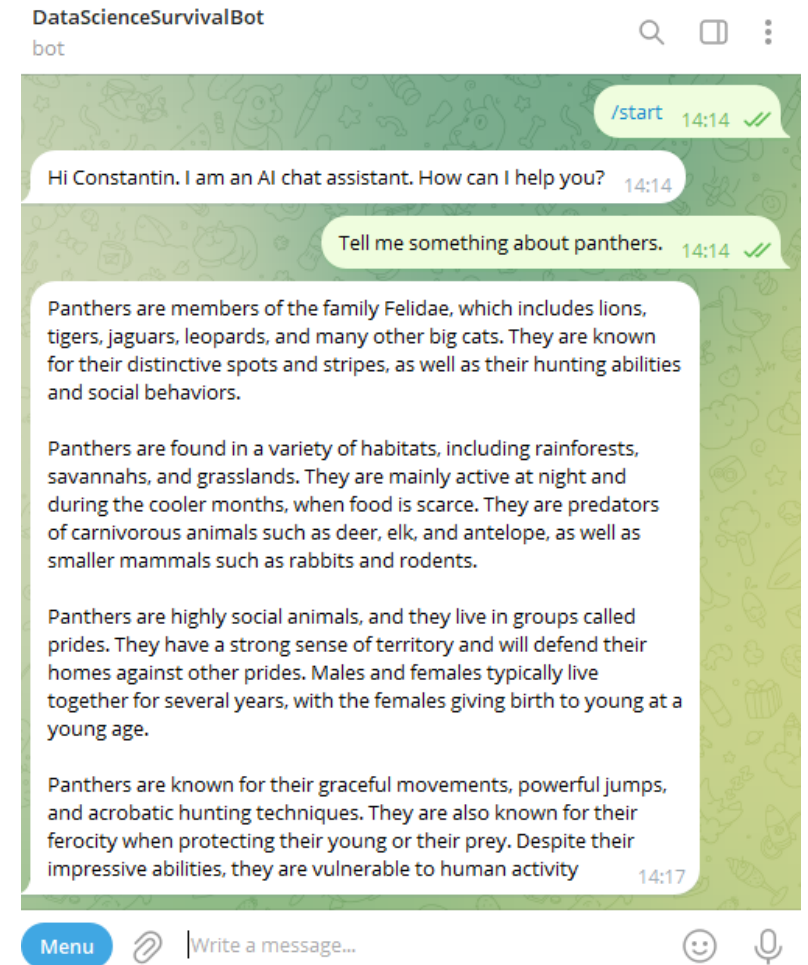 DataScienceSurvivalBot
bot
/start 14:14
Hi Constantin. I am an AI chat assistant. How can I help you? 14:14
Tell me something about panthers. 14:14
Panthers are members of the family Felidae, which includes lions,
tigers, jaguars, leopards, and many other big cats. They are known
for their distinctive spots and stripes, as well as their hunting abilities
and social behaviors.
Panthers are found in a variety of habitats, including rainforests,
savannahs, and grasslands. They are mainly active at night and
during the cooler months, when food is scarce. They are predators
of carnivorous animals such as deer, elk, and antelope, as well as
smaller mammals such as rabbits and rodents.
Panthers are highly social animals, and they live in groups called
prides. They have a strong sense of territory and will defend their
homes against other prides. Males and females typically live
together for several years, with the females giving birth to young at a
young age.
Panthers are known for their graceful movements, powerful jumps,
and acrobatic hunting techniques. They are also known for their
ferocity when protecting their young or their prey. Despite their
impressive abilities, they are vulnerable to human activity 14:17
Menu Write a message...